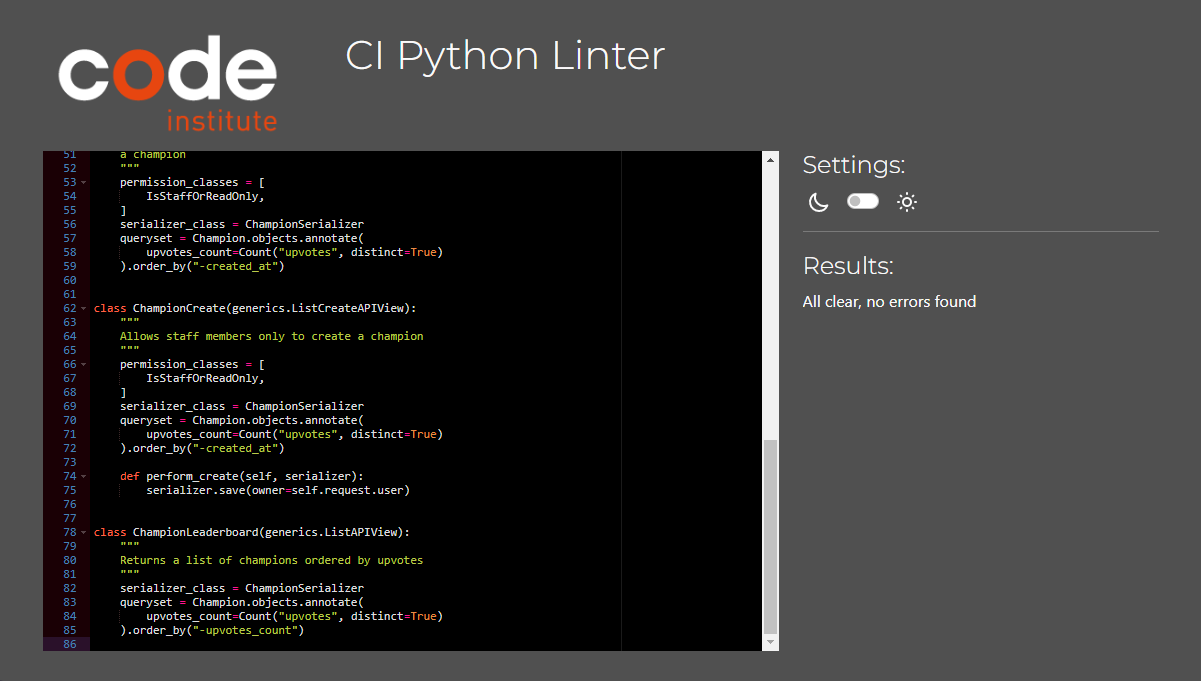 code
institute
CI Python Linter
51 a champion
52 """
53 permission_classes = [
54 IsStaffOrReadOnly,
55 ]
56 serializer_class = ChampionSerializer
57 queryset = Champion.objects.annotate(
58 upvotes_count=Count("upvotes", distinct=True)
59 ).order_by("-created_at")
60
61
62 class ChampionCreate(generics.ListCreateAPIView):
63 """
64 Allows staff members only to create a champion
65 """
66 permission_classes = [
67 IsStaffOrReadOnly,
68 ]
69 serializer_class = ChampionSerializer
70 queryset = Champion.objects.annotate(
71 upvotes_count=Count("upvotes", distinct=True)
72 ).order_by("-created_at")
73
74 def perform_create(self, serializer):
75 serializer.save(owner=self.request.user)
76
77
78 class ChampionLeaderboard(generics.ListAPIView):
79 """
80 Returns a list of champions ordered by upvotes
81 """
82 serializer_class = ChampionSerializer
83 queryset = Champion.objects.annotate(
84 upvotes_count=Count("upvotes", distinct=True)
85 ).order_by("-upvotes_count")
86
Settings:
Results:
All clear, no errors found